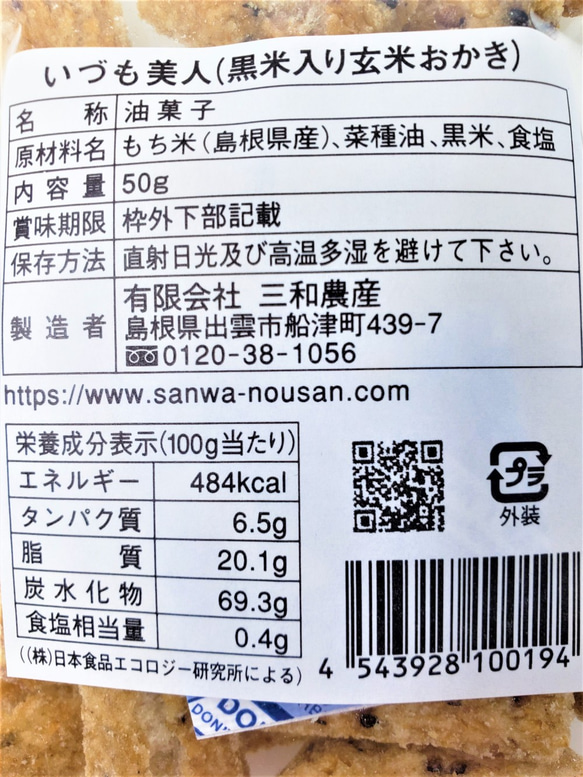 いづも美人(黒米入り玄米おかき)
名称 油菓子
原材料名 もち米(島根県産)、菜種油、黒米、食塩
内容量 50g
賞味期限 枠外下部記載
保存方法 直射日光及び高温多湿を避けて下さい。
製造者 有限会社 三和農産
島根県出雲市船津町439-7
0120-38-1056
https://www.sanwa-nousan.com
栄養成分表示(100g当たり)
エネルギー 484kcal
タンパク質 6.5g
脂質 20.1g
炭水化物 69.3g
食塩相当量 0.4g
((株)日本食品エコロジー研究所による)
プラ
外装
4 543928 100194
DO
DON